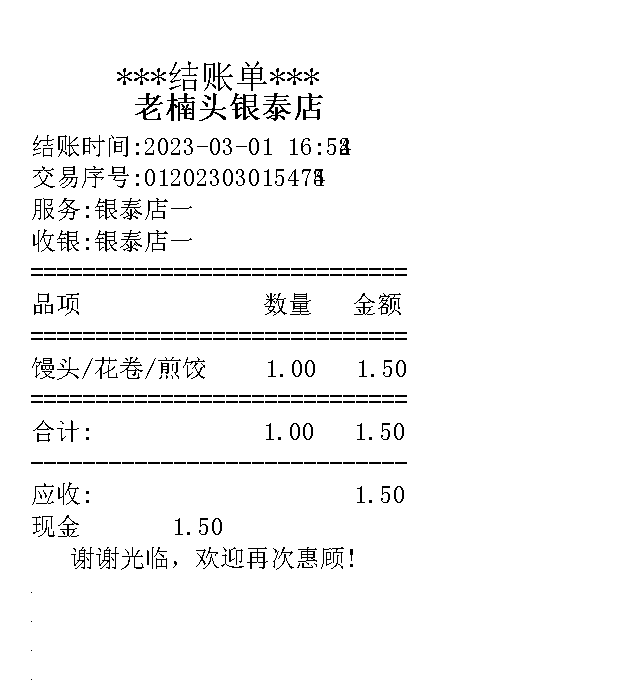 ***结账单***
老楠头银泰店
结账时间:2023-03-01 16:5
交易序号:0120230301547
服务:银泰店一
收银:银泰店一
==============================
品项 数量 金额
==============================
馒头/花卷/煎饺 1.00 1.50
==============================
合计: 1.00 1.50
------------------------------
应收: 1.50
现金 1.50
谢谢光临，欢迎再次惠顾!